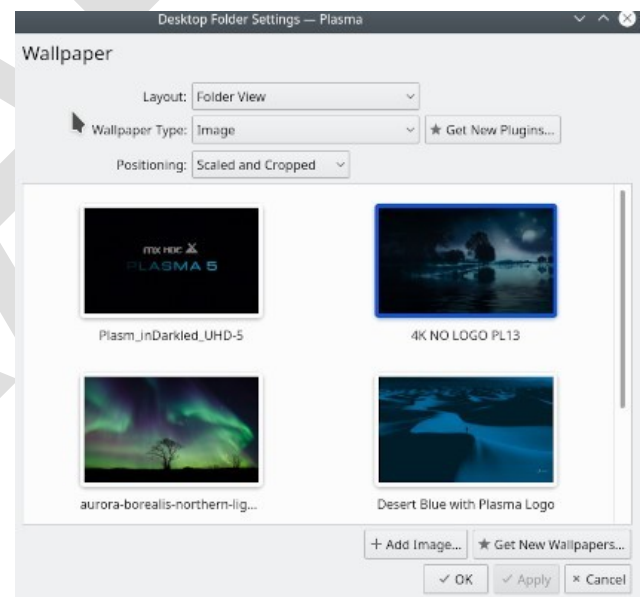 Desktop Folder Settings — Plasma
Wallpaper
Layout: Folder View
Wallpaper Type: Image ★ Get New Plugins...
Positioning: Scaled and Cropped
PLASMA 5
Plasm_inDarkled_UHD-5 4K NO LOGO PL13
aurora-borealis-northern-lig... Desert Blue with Plasma Logo
+ Add Image... ★ Get New Wallpapers...
✓ OK ✓ Apply × Cancel